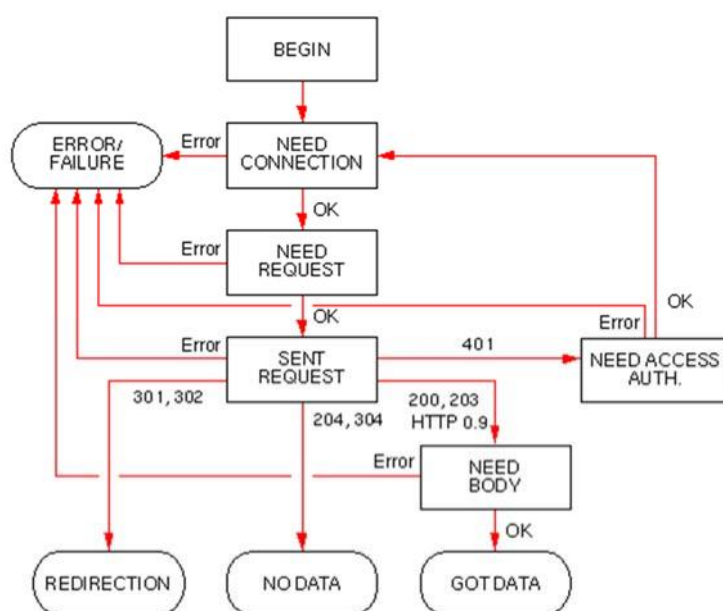 BEGIN
ERROR/
FAILURE
Error
NEED
CONNECTION
OK
Error
NEED
REQUEST
OK
Error
OK
Error
SENT
REQUEST
401
NEED ACCESS
AUTH.
301, 302
204, 304
200, 203
HTTP 0.9
Error
NEED
BODY
OK
REDIRECTION
NO DATA
GOT DATA